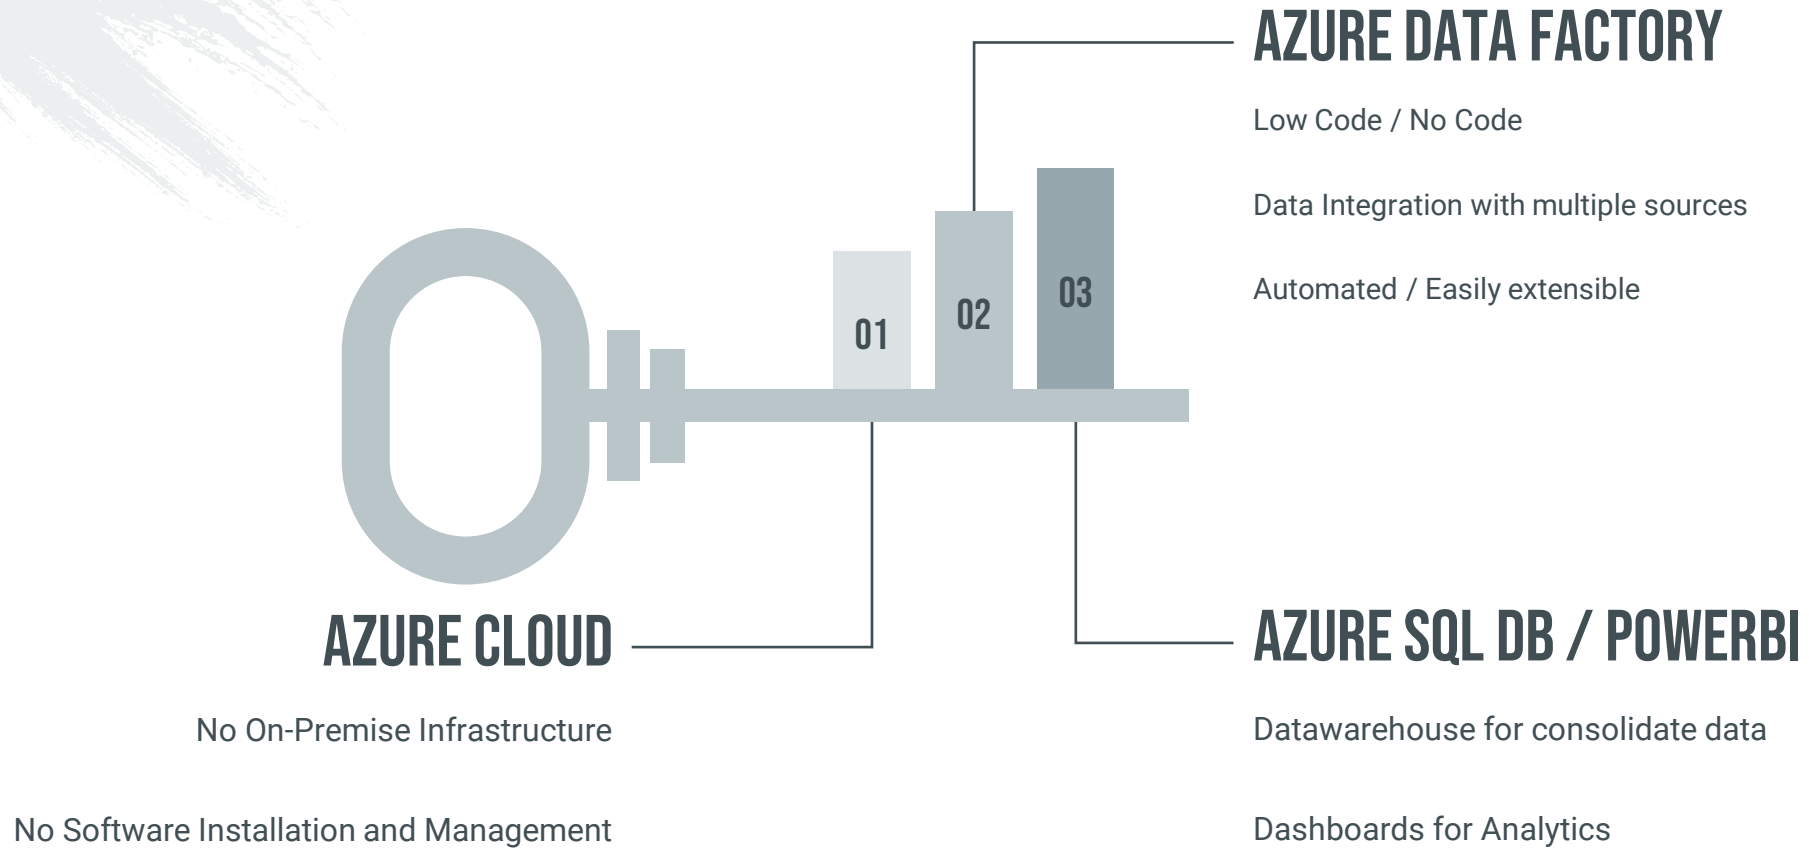 AZURE DATA FACTORY
Low Code / No Code
Data Integration with multiple sources
Automated / Easily extensible
01
02
03
AZURE CLOUD
No On-Premise Infrastructure
No Software Installation and Management
AZURE SQL DB / POWERBI
Datawarehouse for consolidate data
Dashboards for Analytics